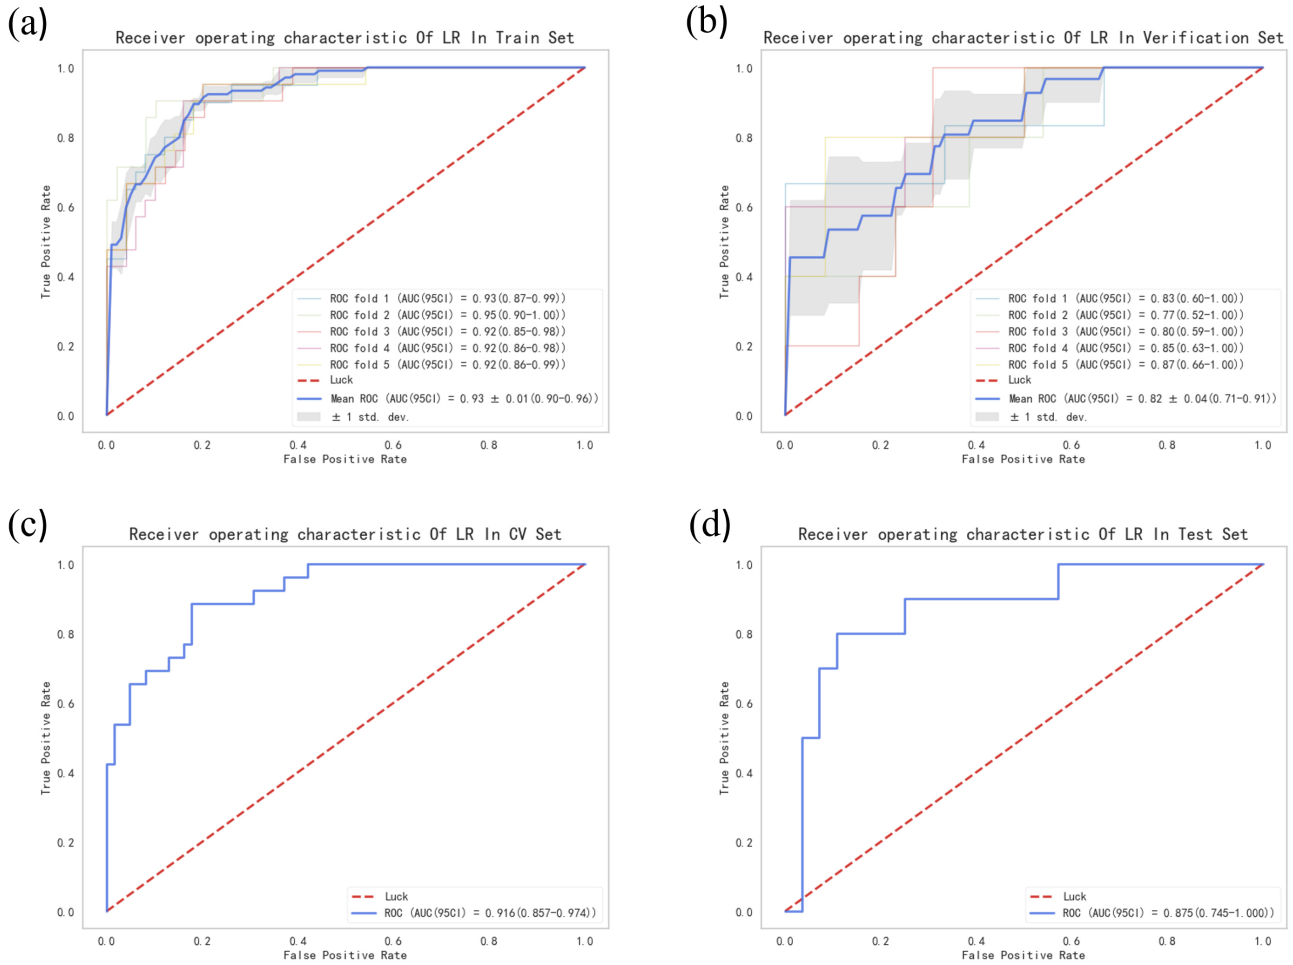 (a)
Receiver operating characteristic Of LR In Train Set
1.0
0.8
0.6
0.4
0.2
0.0
True Positive Rate
ROC fold 1 (AUC(95CI) = 0.93(0.87-0.99))
ROC fold 2 (AUC(95CI) = 0.95(0.90-1.00))
ROC fold 3 (AUC(95CI) = 0.92(0.85-0.98))
ROC fold 4 (AUC(95CI) = 0.92(0.86-0.98))
ROC fold 5 (AUC(95CI) = 0.92(0.86-0.99))
Luck
Mean ROC (AUC(95CI) = 0.93 ± 0.01(0.90-0.96))
± 1 std. dev.
0.0 0.2 0.4 0.6 0.8 1.0
False Positive Rate
(b)
Receiver operating characteristic Of LR In Verification Set
1.0
0.8
0.6
0.4
0.2
0.0
True Positive Rate
ROC fold 1 (AUC(95CI) = 0.83(0.60-1.00))
ROC fold 2 (AUC(95CI) = 0.77(0.52-1.00))
ROC fold 3 (AUC(95CI) = 0.80(0.59-1.00))
ROC fold 4 (AUC(95CI) = 0.85(0.63-1.00))
ROC fold 5 (AUC(95CI) = 0.87(0.66-1.00))
Luck
Mean ROC (AUC(95CI) = 0.82 ± 0.04(0.71-0.91))
± 1 std. dev.
0.0 0.2 0.4 0.6 0.8 1.0
False Positive Rate
(c)
Receiver operating characteristic Of LR In CV Set
1.0
0.8
0.6
0.4
0.2
0.0
True Positive Rate
Luck
ROC (AUC(95CI) = 0.916(0.857-0.974))
0.0 0.2 0.4 0.6 0.8 1.0
False Positive Rate
(d)
Receiver operating characteristic Of LR In Test Set
1.0
0.8
0.6
0.4
0.2
0.0
True Positive Rate
Luck
ROC (AUC(95CI) = 0.875(0.745-1.000))
0.0 0.2 0.4 0.6 0.8 1.0
False Positive Rate